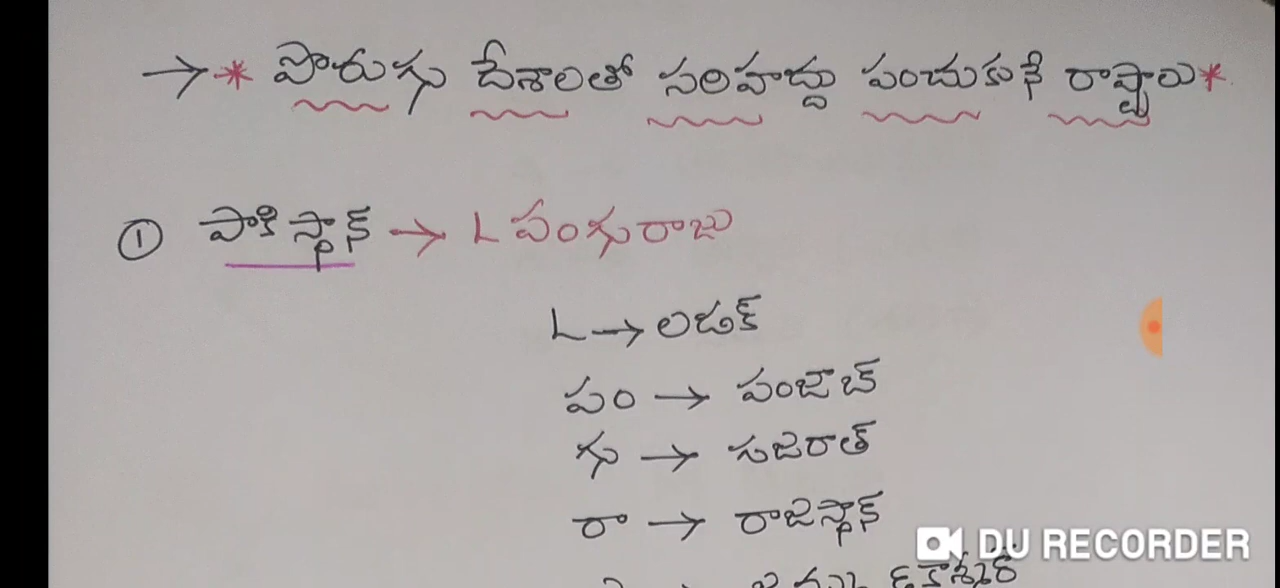 → * పొరుగు దేశాలతో సరిహద్దు పంచుకునే రాష్ట్రాలు *
① పాకిస్థాన్ → L పంగురాజు
L → లడక్
పం → పంజాబ్
గు → గుజరాత్
రా → రాజస్థాన్
DU RECORDER